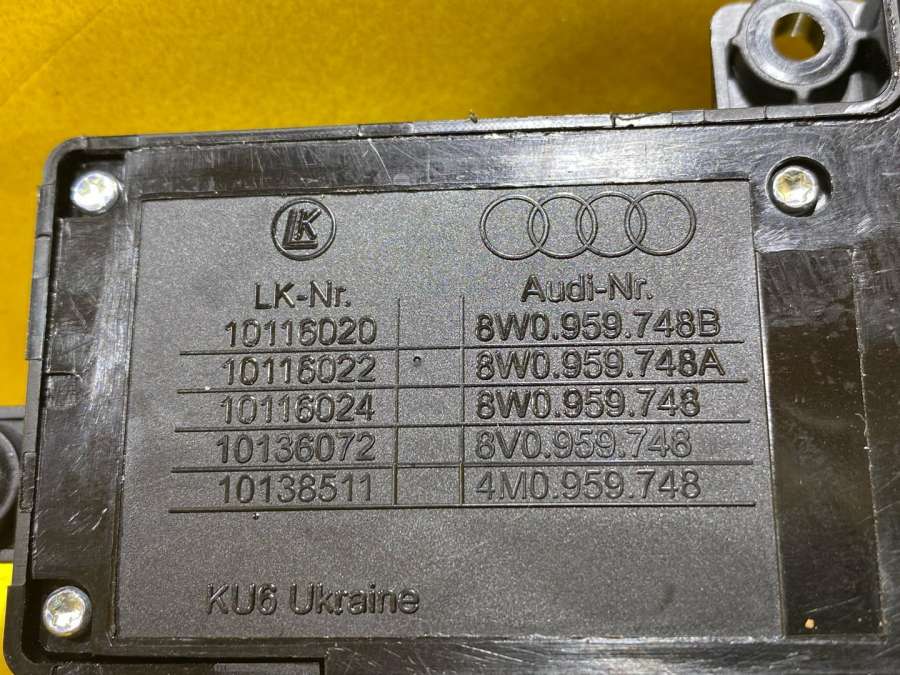 LK
LK-Nr. Audi-Nr.
10116020 8W0.959.748B
10116022 8W0.959.748A
10116024 8W0.959.748
10136072 8V0.959.748
10138511 4M0.959.748
KU6 Ukraine